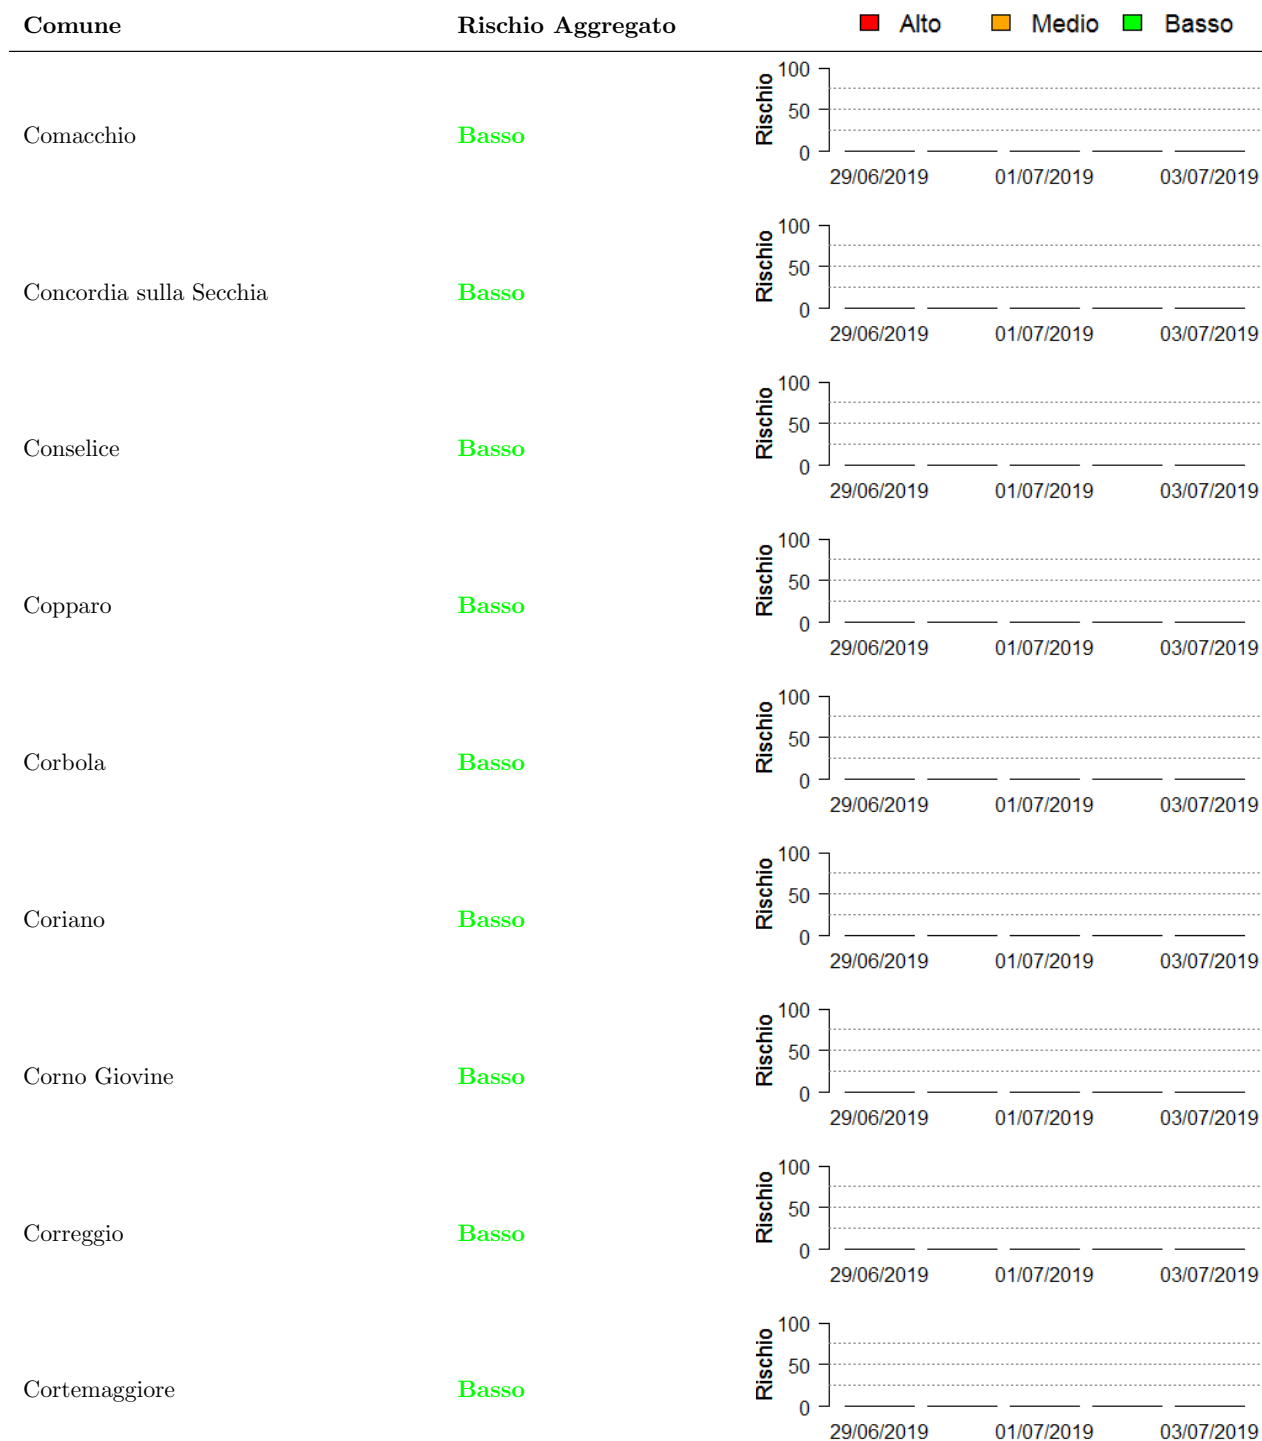 Comune Rischio Aggregato Alto Medio Basso
100
50
0
Rischio
Comacchio Basso
29/06/2019 01/07/2019 03/07/2019
100
50
0
Rischio
Concordia sulla Secchia Basso
29/06/2019 01/07/2019 03/07/2019
100
50
0
Rischio
Conselice Basso
29/06/2019 01/07/2019 03/07/2019
100
50
0
Rischio
Copparo Basso
29/06/2019 01/07/2019 03/07/2019
100
50
0
Rischio
Corbola Basso
29/06/2019 01/07/2019 03/07/2019
100
50
0
Rischio
Coriano Basso
29/06/2019 01/07/2019 03/07/2019
100
50
0
Rischio
Corno Giovine Basso
29/06/2019 01/07/2019 03/07/2019
100
50
0
Rischio
Correggio Basso
29/06/2019 01/07/2019 03/07/2019
100
50
0
Rischio
Cortemaggiore Basso
29/06/2019 01/07/2019 03/07/2019